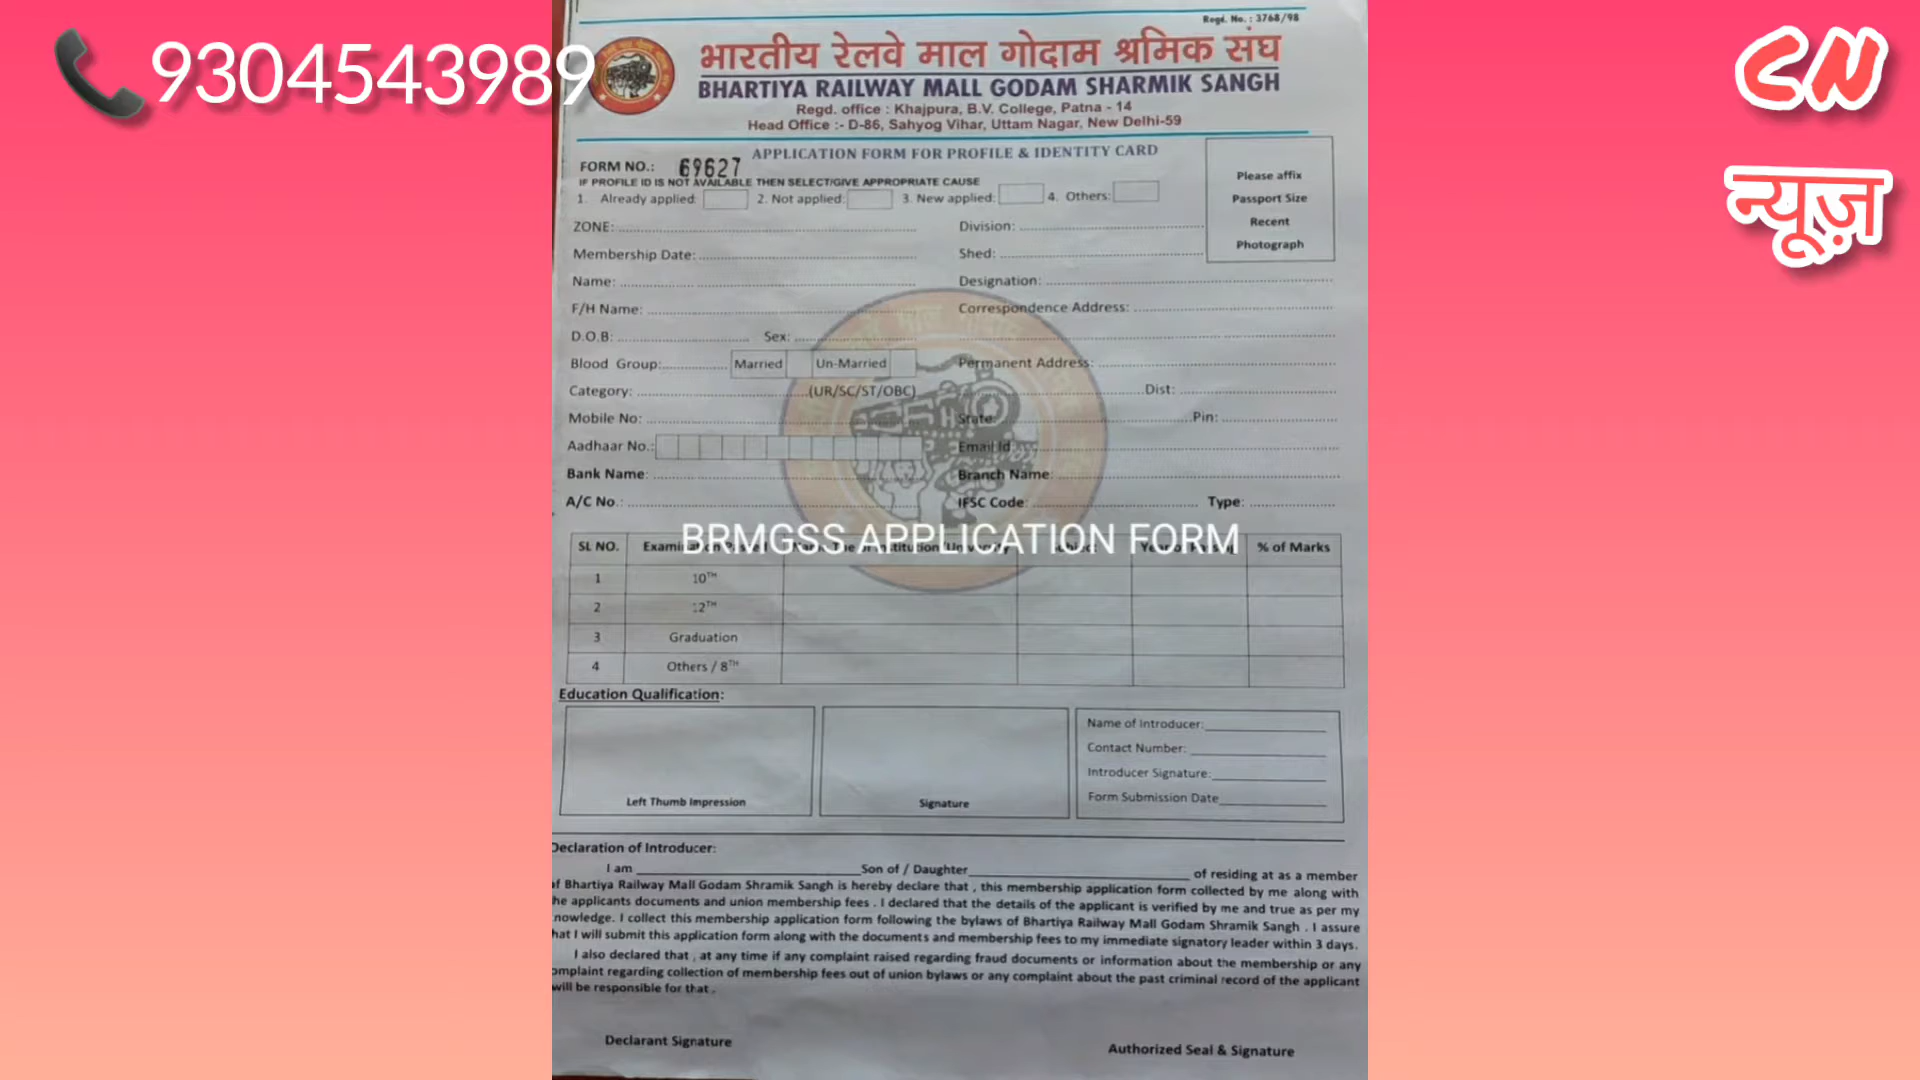 9304543989
CN
न्यूज़
Regd. No. : 3768/98
भारतीय रेलवे माल गोदाम श्रमिक संघ
BHARTIYA RAILWAY MALL GODAM SHARMIK SANGH
Regd. office : Khajpura, B.V. College, Patna - 14
Head Office :- D-86, Sahyog Vihar, Uttam Nagar, New Delhi-59
APPLICATION FORM FOR PROFILE & IDENTITY CARD
FORM NO.: 69627
IF PROFILE ID IS NOT AVAILABLE THEN SELECT/GIVE APPROPRIATE CAUSE
1. Already applied: 2. Not applied: 3. New applied: 4. Others:
Please affix
Passport Size
Recent
Photograph
ZONE: Division:
Membership Date: Shed:
Name: Designation:
F/H Name: Correspondence Address:
D.O.B: Sex:
Blood Group: Married Un-Married Permanent Address:
Category: (UR/SC/ST/OBC) Dist:
Mobile No: State: Pin:
Aadhaar No.: Email Id
Bank Name: Branch Name:
A/C No.: IFSC Code: Type:
BRMGSS APPLICATION FORM
SL NO. % of Marks
1 10TH
2 12TH
3 Graduation
4 Others / 8TH
Education Qualification:
Left Thumb Impression
Signature
Name of Introducer:
Contact Number:
Introducer Signature:
Form Submission Date
Declaration of Introducer:
I am Son of / Daughter of residing at as a member
of Bhartiya Railway Mall Godam Shramik Sangh is hereby declare that , this membership application form collected by me along with
he applicants documents and union membership fees . I declared that the details of the applicant is verified by me and true as per my
nowledge. I collect this membership application form following the bylaws of Bhartiya Railway Mall Godam Shramik Sangh . I assure
hat I will submit this application form along with the documents and membership fees to my immediate signatory leader within 3 days.
I also declared that , at any time if any complaint raised regarding fraud documents or information about the membership or any
omplaint regarding collection of membership fees out of union bylaws or any complaint about the past criminal record of the applicant
will be responsible for that .
Declarant Signature
Authorized Seal & Signature